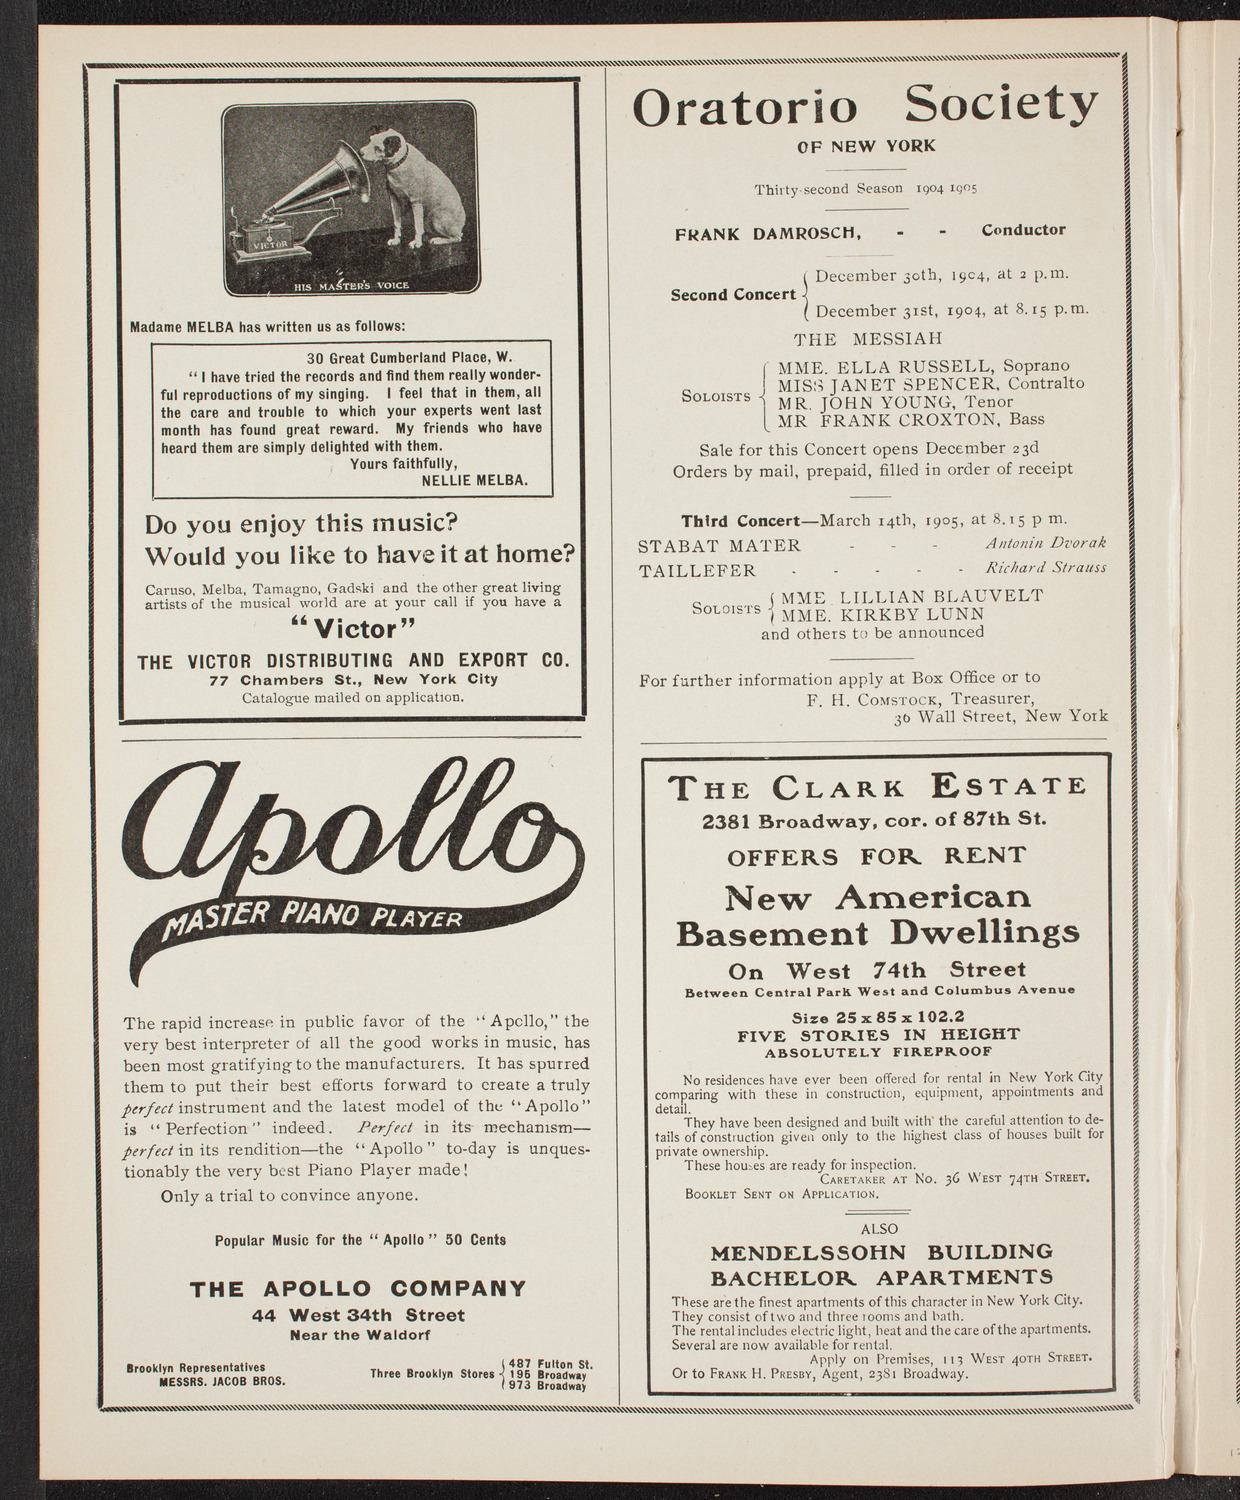 VICTOR
HIS MASTER'S VOICE
Madame MELBA has written us as follows:
30 Great Cumberland Place, W.
"I have tried the records and find them really wonder-
ful reproductions of my singing. I feel that in them, all
the care and trouble to which your experts went last
month has found great reward. My friends who have
heard them are simply delighted with them.
Yours faithfully,
NELLIE MELBA.
Do you enjoy this music?
Would you like to have it at home?
Caruso, Melba, Tamagno, Gadski and the other great living
artists of the musical world are at your call if you have a
"Victor"
THE VICTOR DISTRIBUTING AND EXPORT CO.
77 Chambers St., New York City
Catalogue mailed on application.
Apollo
MASTER PIANO PLAYER
The rapid increase in public favor of the "Apollo," the
very best interpreter of all the good works in music, has
been most gratifying to the manufacturers. It has spurred
them to put their best efforts forward to create a truly
perfect instrument and the latest model of the "Apollo"
is "Perfection" indeed. Perfect in its mechanism—
perfect in its rendition—the "Apollo" to-day is unques-
tionably the very best Piano Player made!
Only a trial to convince anyone.
Popular Music for the "Apollo" 50 Cents
THE APOLLO COMPANY
44 West 34th Street
Near the Waldorf
Brooklyn Representatives
MESSRS. JACOB BROS.
Three Brooklyn Stores
487 Fulton St.
195 Broadway
973 Broadway
Oratorio Society
OF NEW YORK
Thirty-second Season 1904 1905
FRANK DAMROSCH, - - Conductor
Second Concert
December 30th, 1904, at 2 p.m.
December 31st, 1904, at 8.15 p.m.
THE MESSIAH
SOLOISTS
MME. ELLA RUSSELL, Soprano
MISS JANET SPENCER, Contralto
MR. JOHN YOUNG, Tenor
MR FRANK CROXTON, Bass
Sale for this Concert opens December 23d
Orders by mail, prepaid, filled in order of receipt
Third Concert—March 14th, 1905, at 8.15 p m.
STABAT MATER - - - Antonin Dvorak
TAILLEFER - - - - - Richard Strauss
SOLOISTS
MME. LILLIAN BLAUVELT
MME. KIRKBY LUNN
and others to be announced
For further information apply at Box Office or to
F. H. COMSTOCK, Treasurer,
36 Wall Street, New York
THE CLARK ESTATE
2381 Broadway, cor. of 87th St.
OFFERS FOR RENT
New American
Basement Dwellings
On West 74th Street
Between Central Park West and Columbus Avenue
Size 25 x 85 x 102.2
FIVE STORIES IN HEIGHT
ABSOLUTELY FIREPROOF
No residences have ever been offered for rental in New York City
comparing with these in construction, equipment, appointments and
detail.
They have been designed and built with the careful attention to de-
tails of construction given only to the highest class of houses built for
private ownership.
These houses are ready for inspection.
CARETAKER AT NO. 36 WEST 74TH STREET.
BOOKLET SENT ON APPLICATION.
ALSO
MENDELSSOHN BUILDING
BACHELOR APARTMENTS
These are the finest apartments of this character in New York City.
They consist of two and three rooms and bath.
The rental includes electric light, heat and the care of the apartments.
Several are now available for rental.
Apply on Premises, 113 WEST 40TH STREET.
Or to FRANK H. PRESBY, Agent, 2381 Broadway.